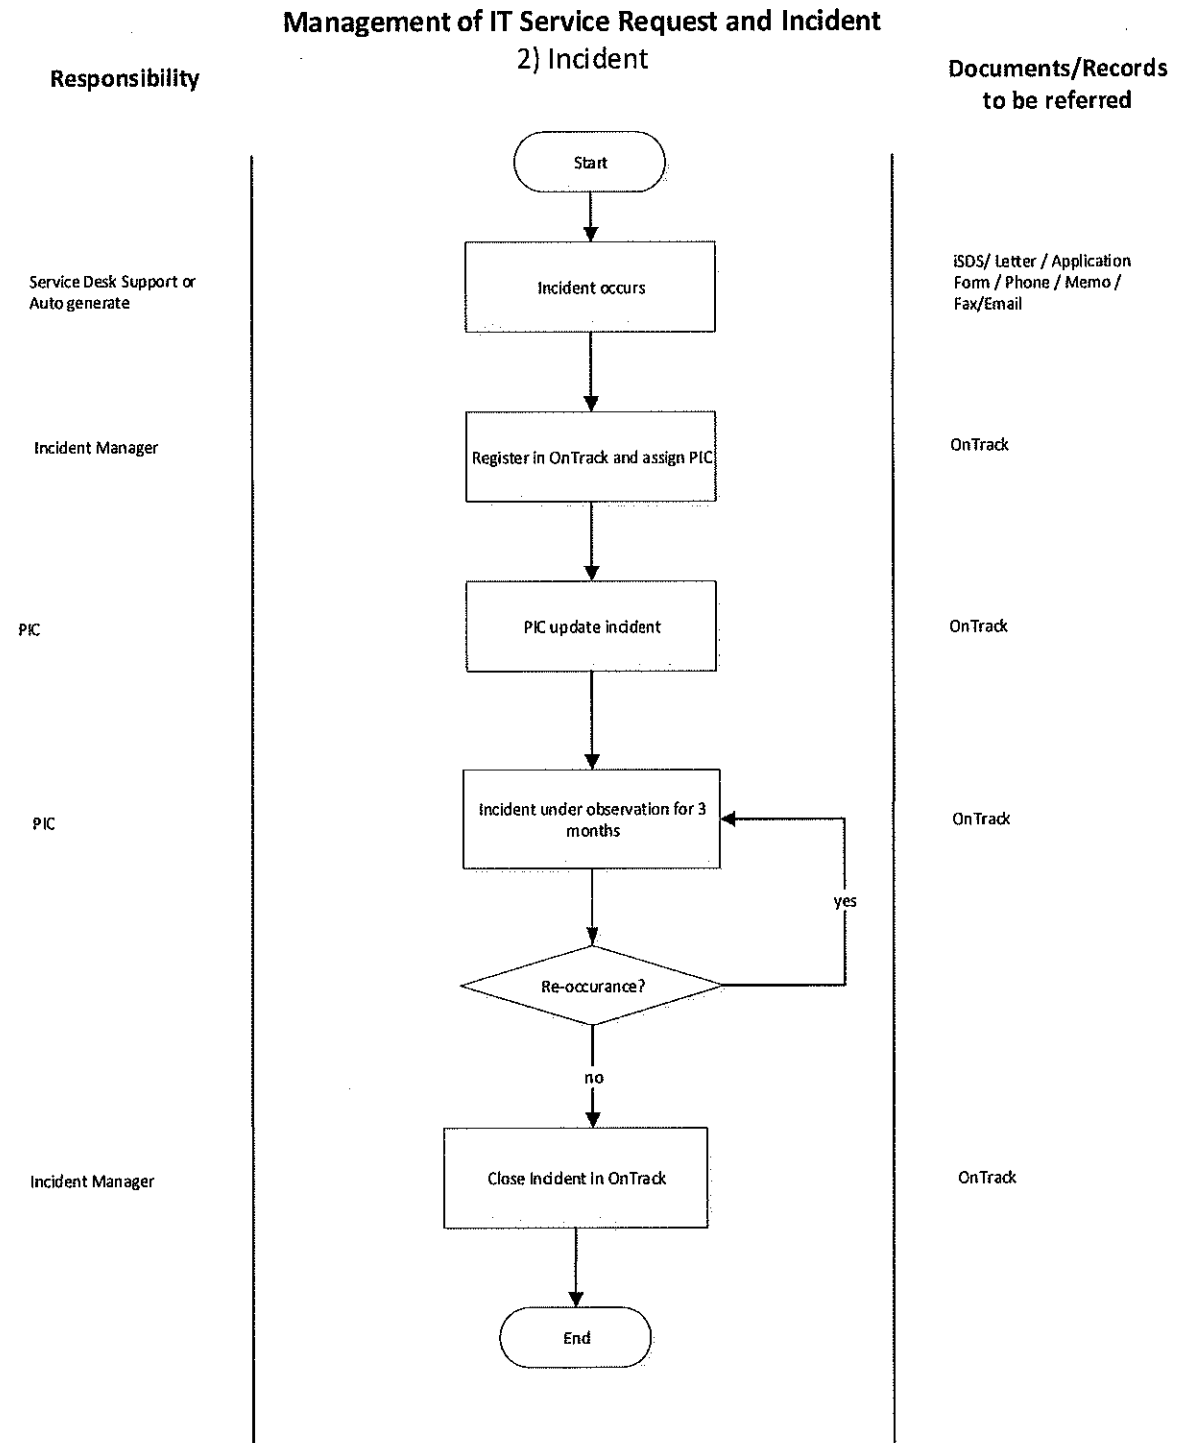 Management of IT Service Request and Incident
2) Incident
Responsibility
Documents/Records
to be referred
Start
Service Desk Support or
Auto generate
Incident occurs
iSDS/ Letter / Application
Form / Phone / Memo /
Fax/Email
Incident Manager
Register in OnTrack and assign PIC
OnTrack
PIC
PIC update incident
OnTrack
PIC
Incident under observation for 3
months
OnTrack
yes
Re-occurance?
no
Incident Manager
Close Incident in OnTrack
OnTrack
End